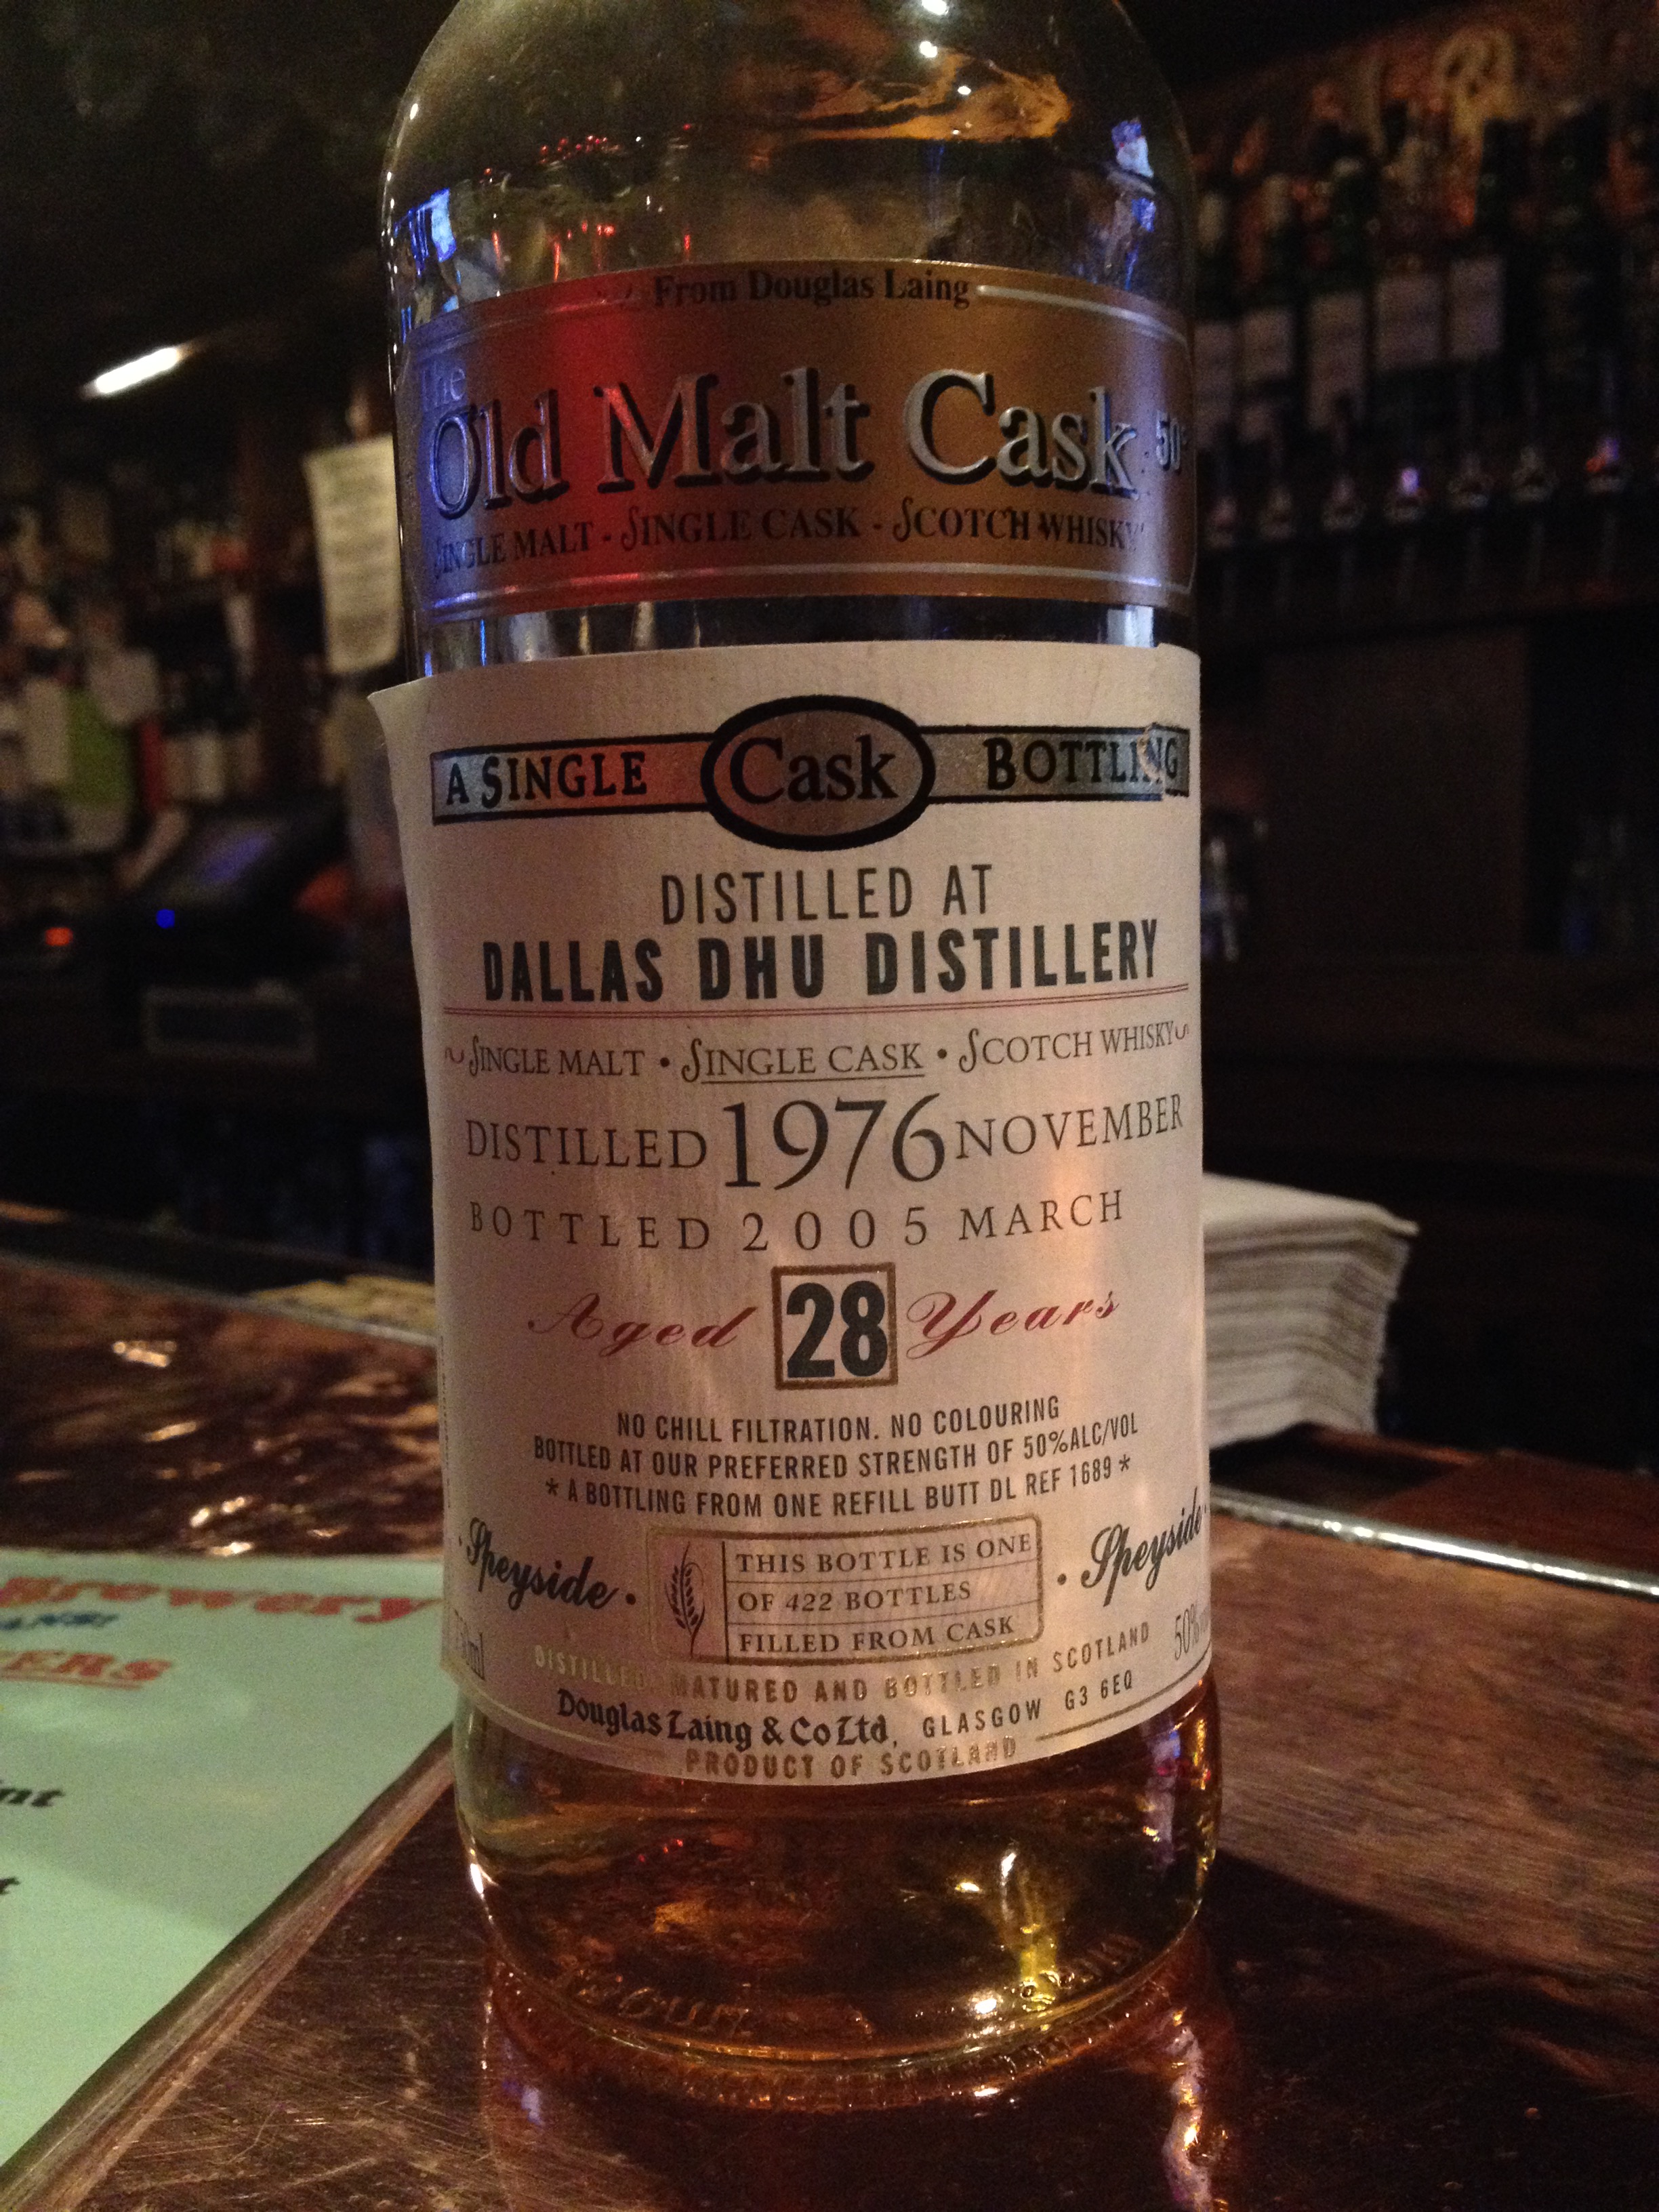 From Douglas Laing
The
Old Malt Cask 50°
SINGLE MALT · SINGLE CASK · SCOTCH WHISKY
A SINGLE Cask BOTTLING
DISTILLED AT
DALLAS DHU DISTILLERY
SINGLE MALT • SINGLE CASK • SCOTCH WHISKY
DISTILLED 1976 NOVEMBER
BOTTLED 2005 MARCH
Aged 28 Years
NO CHILL FILTRATION. NO COLOURING
BOTTLED AT OUR PREFERRED STRENGTH OF 50%ALC/VOL
* A BOTTLING FROM ONE REFILL BUTT DL REF 1689 *
· Speyside ·
THIS BOTTLE IS ONE
OF 422 BOTTLES
FILLED FROM CASK
· Speyside ·
50%
DISTILLED, MATURED AND BOTTLED IN SCOTLAND
Douglas Laing & Co Ltd, GLASGOW G3 6EQ
PRODUCT OF SCOTLAND
Brewery